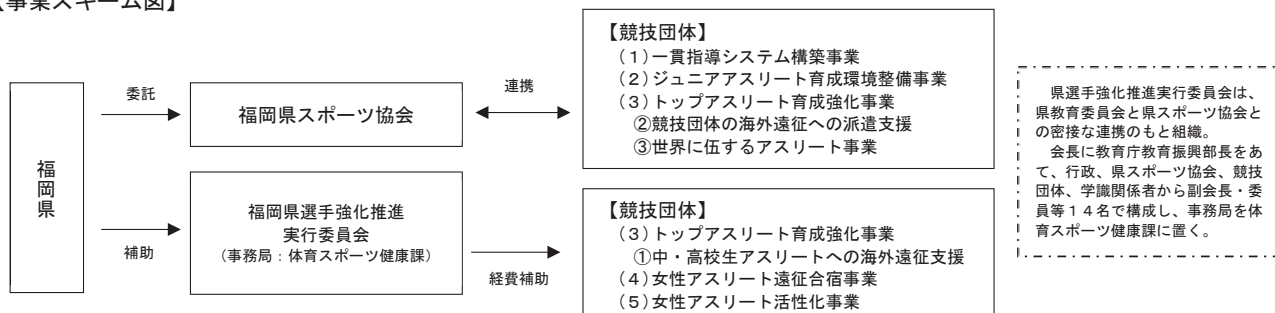 【事業スキーム図】
福岡県
委託
福岡県スポーツ協会
連携
【競技団体】
(1)一貫指導システム構築事業
(2)ジュニアアスリート育成環境整備事業
(3)トップアスリート育成強化事業
②競技団体の海外遠征への派遣支援
③世界に伍するアスリート事業
補助
福岡県選手強化推進
実行委員会
(事務局:体育スポーツ健康課)
経費補助
【競技団体】
(3)トップアスリート育成強化事業
①中・高校生アスリートへの海外遠征支援
(4)女性アスリート遠征合宿事業
(5)女性アスリート活性化事業
県選手強化推進実行委員会は、
県教育委員会と県スポーツ協会と
の密接な連携のもと組織。
会長に教育庁教育振興部長をあ
て、行政、県スポーツ協会、競技
団体、学識関係者から副会長・委
員等14名で構成し、事務局を体
育スポーツ健康課に置く。